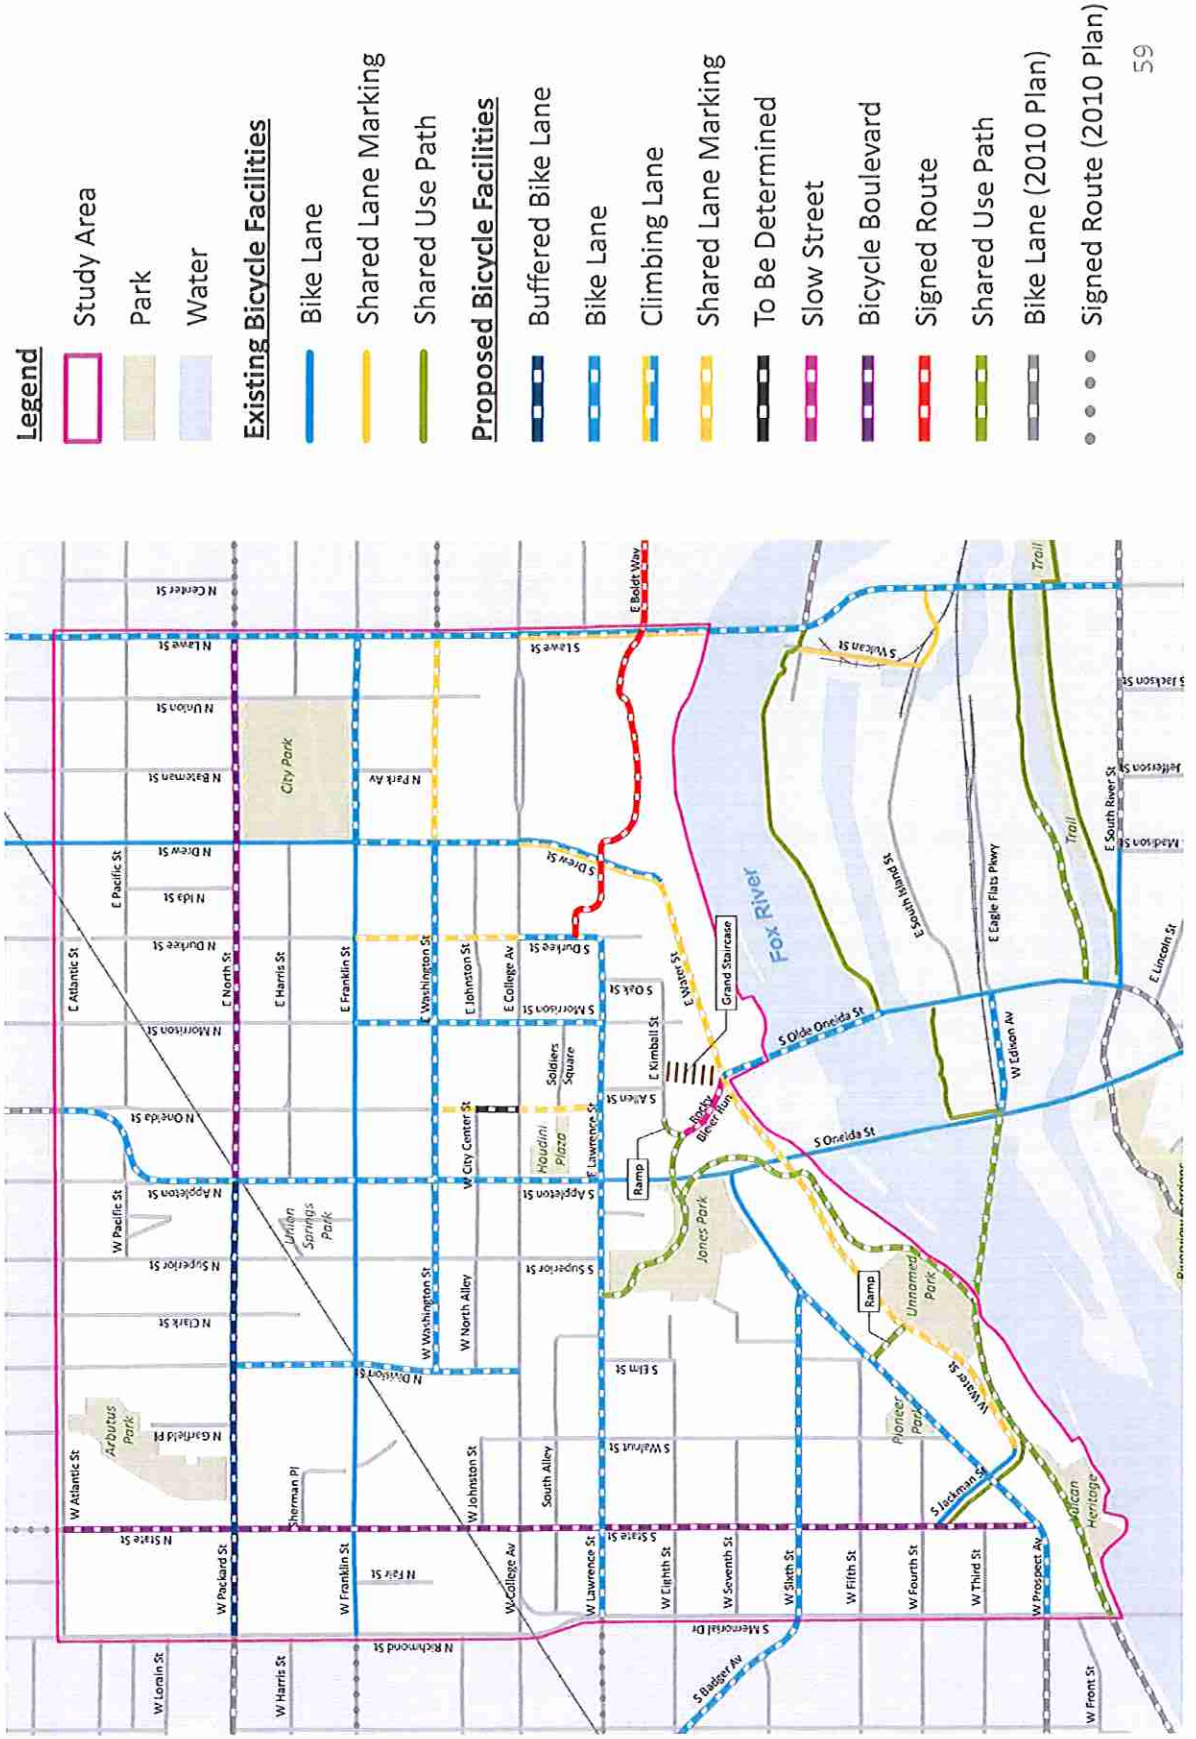 Legend
Study Area
Park
Water
Existing Bicycle Facilities
Bike Lane
Shared Lane Marking
Shared Use Path
Proposed Bicycle Facilities
Buffered Bike Lane
Bike Lane
Climbing Lane
Shared Lane Marking
To Be Determined
Slow Street
Bicycle Boulevard
Signed Route
Shared Use Path
Bike Lane (2010 Plan)
Signed Route (2010 Plan)
59
N Center St
N Lawe St
S Lawe St
E Boldt Way
N Union St
N Bateman St
City Park
N Park Av
S Vulcan St
Trail
S Jackson St
Jefferson St
Madison St
E South River St
Trail
N Drew St
S Drew St
E Pacific St
N Ida St
N Durkee St
S Durkee St
E Atlantic St
E North St
E Harris St
E Franklin St
E Washington St
E Johnston St
E College Av
N Morrison St
S Morrison St
S Oak St
E Water St
Grand Staircase
Fox River
E South Island St
E Eagle Flats Pkwy
E Lincoln St
S Olde Oneida St
W Edison Av
Soldiers
Square
E Kimball St
S Allen St
N Oneida St
W City Center St
Houdini
Plaza
E Lawrence St
Rocky
Bleier Run
Ramp
S Oneida St
N Appleton St
S Appleton St
W Pacific St
Union
Springs
Park
Jones Park
N Superior St
S Superior St
W Washington St
W North Alley
N Clark St
Ramp
Unnamed
Park
N Division St
S Elm St
W Water St
Arbutus
Park
N Garfield Pl
W Atlantic St
Sherman Pl
W Johnston St
South Alley
S Walnut St
Pioneer
Park
S Jackman St
Vulcan
Heritage
N State St
S State St
W Packard St
W Franklin St
N Fair St
W College Av
W Lawrence St
W Eighth St
W Seventh St
W Sixth St
W Fifth St
W Fourth St
W Third St
W Prospect Av
N Richmond St
S Memorial Dr
W Lorain St
W Harris St
S Badger Av
W Front St